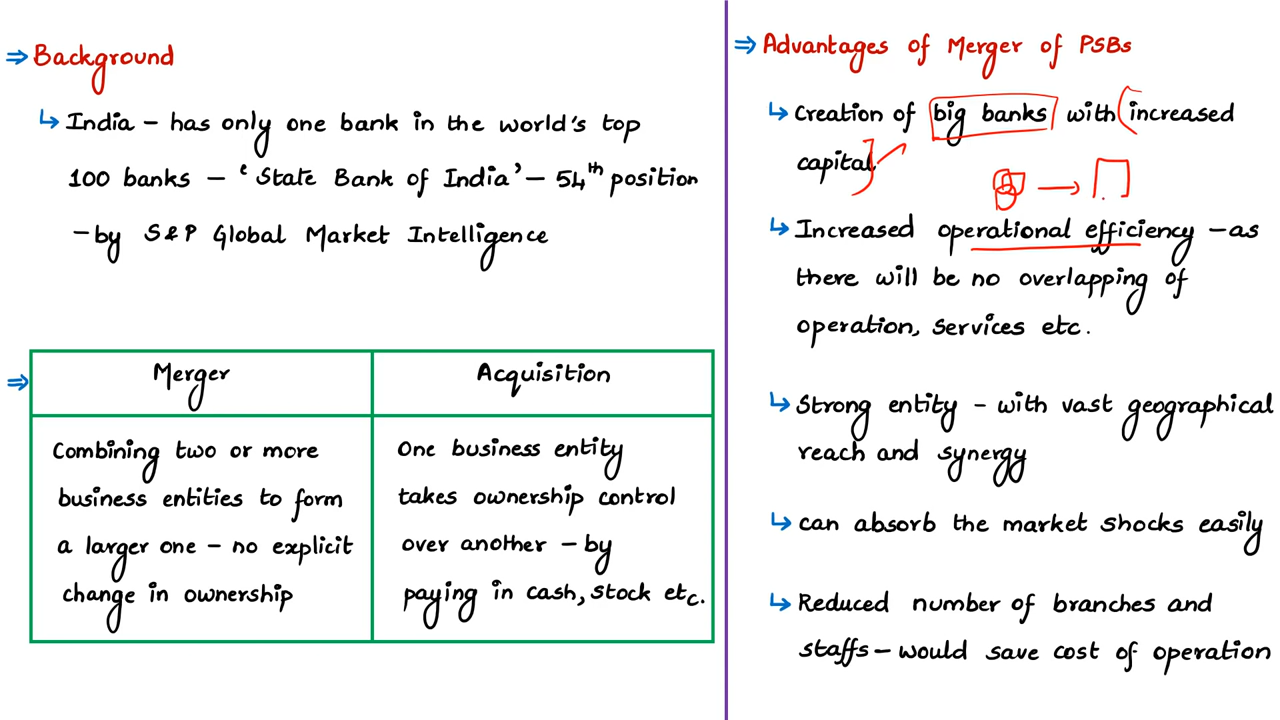 ⇒ Background
↳ India – has only one bank in the world's top
100 banks – ‘State Bank of India’ – 54th position
– by S&P Global Market Intelligence
⇒ Merger
Combining two or more
business entities to form
a larger one – no explicit
change in ownership
Acquisition
One business entity
takes ownership control
over another – by
paying in cash, stock etc.
⇒ Advantages of Merger of PSBs
↳ Creation of big banks with increased
capital
↳ Increased operational efficiency – as
there will be no overlapping of
operation, services etc.
↳ Strong entity – with vast geographical
reach and synergy
↳ can absorb the market shocks easily
↳ Reduced number of branches and
staffs – would save cost of operation